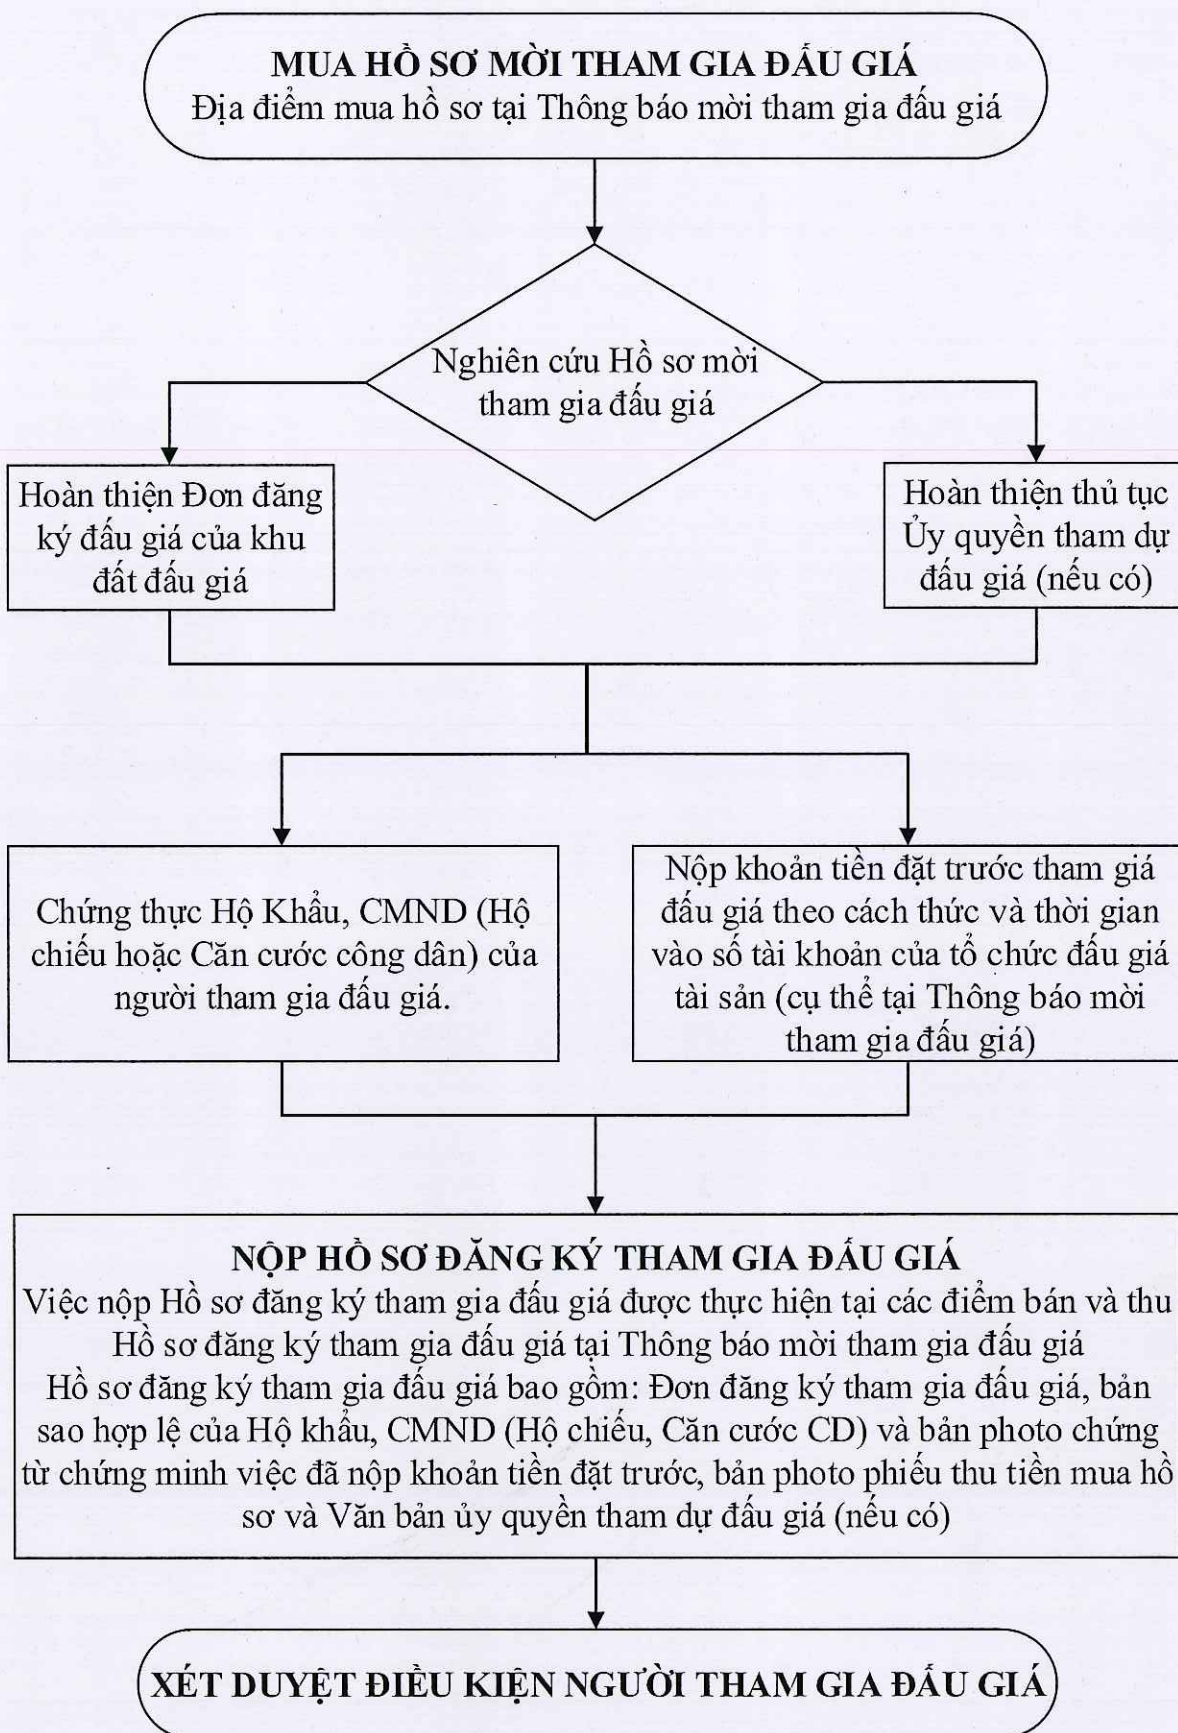 MUA HỒ SƠ MỜI THAM GIA ĐẤU GIÁ
Địa điểm mua hồ sơ tại Thông báo mời tham gia đấu giá
Nghiên cứu Hồ sơ mời
tham gia đấu giá
Hoàn thiện Đơn đăng
ký đấu giá của khu
đất đấu giá
Hoàn thiện thủ tục
Ủy quyền tham dự
đấu giá (nếu có)
Chứng thực Hộ Khẩu, CMND (Hộ
chiếu hoặc Căn cước công dân) của
người tham gia đấu giá.
Nộp khoản tiền đặt trước tham giá
đấu giá theo cách thức và thời gian
vào số tài khoản của tổ chức đấu giá
tài sản (cụ thể tại Thông báo mời
tham gia đấu giá)
NỘP HỒ SƠ ĐĂNG KÝ THAM GIA ĐẤU GIÁ
Việc nộp Hồ sơ đăng ký tham gia đấu giá được thực hiện tại các điểm bán và thu
Hồ sơ đăng ký tham gia đấu giá tại Thông báo mời tham gia đấu giá
Hồ sơ đăng ký tham gia đấu giá bao gồm: Đơn đăng ký tham gia đấu giá, bản
sao hợp lệ của Hộ khẩu, CMND (Hộ chiếu, Căn cước CD) và bản photo chứng
từ chứng minh việc đã nộp khoản tiền đặt trước, bản photo phiếu thu tiền mua hồ
sơ và Văn bản ủy quyền tham dự đấu giá (nếu có)
XÉT DUYỆT ĐIỀU KIỆN NGƯỜI THAM GIA ĐẤU GIÁ